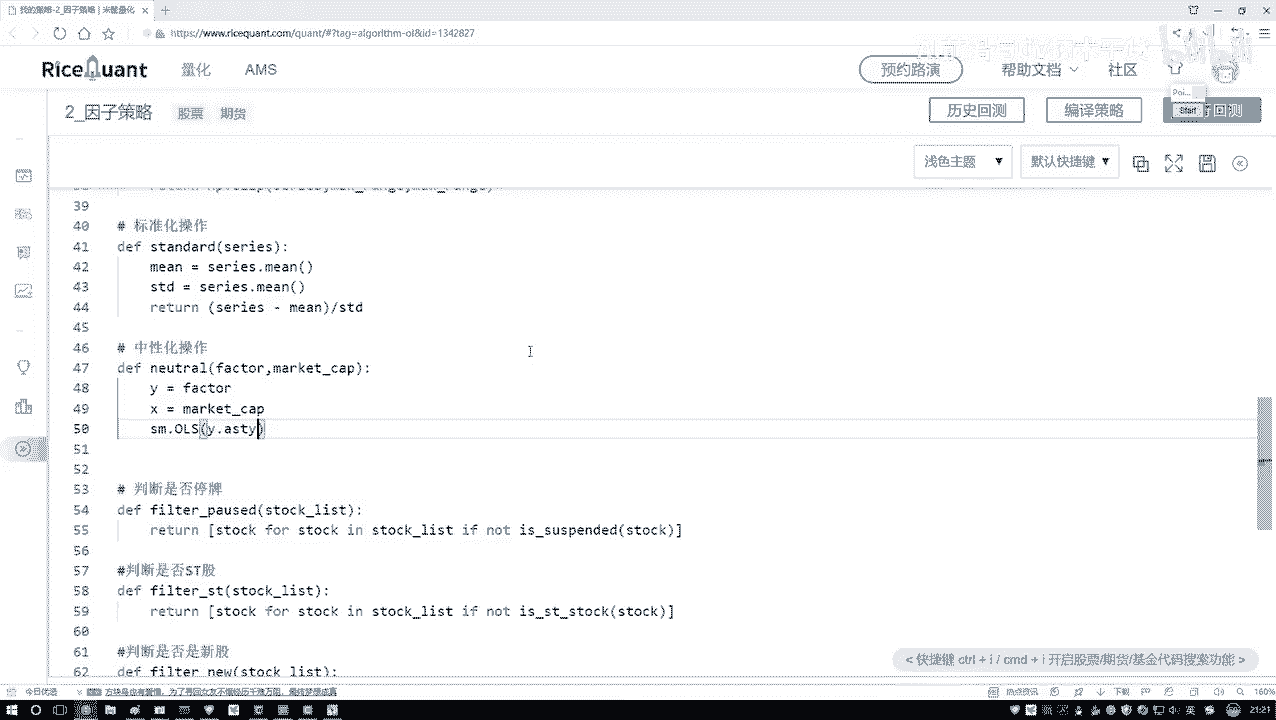 我的策略-2_因子策略 | 米筐量化
https://www.ricequant.com/quant/#?tag=algorithm-ol&id=1342827
RiceQuant 量化 AMS 预约路演 帮助文档 社区
2_因子策略 股票 期货 历史回测 编译策略 回测
Poi...
Start
浅色主题 默认快捷键
39
40 # 标准化操作
41 def standard(series):
42 mean = series.mean()
43 std = series.mean()
44 return (series - mean)/std
45
46 # 中性化操作
47 def neutral(factor,market_cap):
48 y = factor
49 x = market_cap
50 sm.OLS(y.asty)
51
52
53 # 判断是否停牌
54 def filter_paused(stock_list):
55 return [stock for stock in stock_list if not is_suspended(stock)]
56
57 #判断是否ST股
58 def filter_st(stock_list):
59 return [stock for stock in stock_list if not is_st_stock(stock)]
60
61 #判断是否是新股
62 def filter_new(stock_list):
< 快捷键 ctrl + i / cmd + i 开启股票/期货/基金代码搜索功能 >
今日优选 热点资讯 下载 160%
21:21